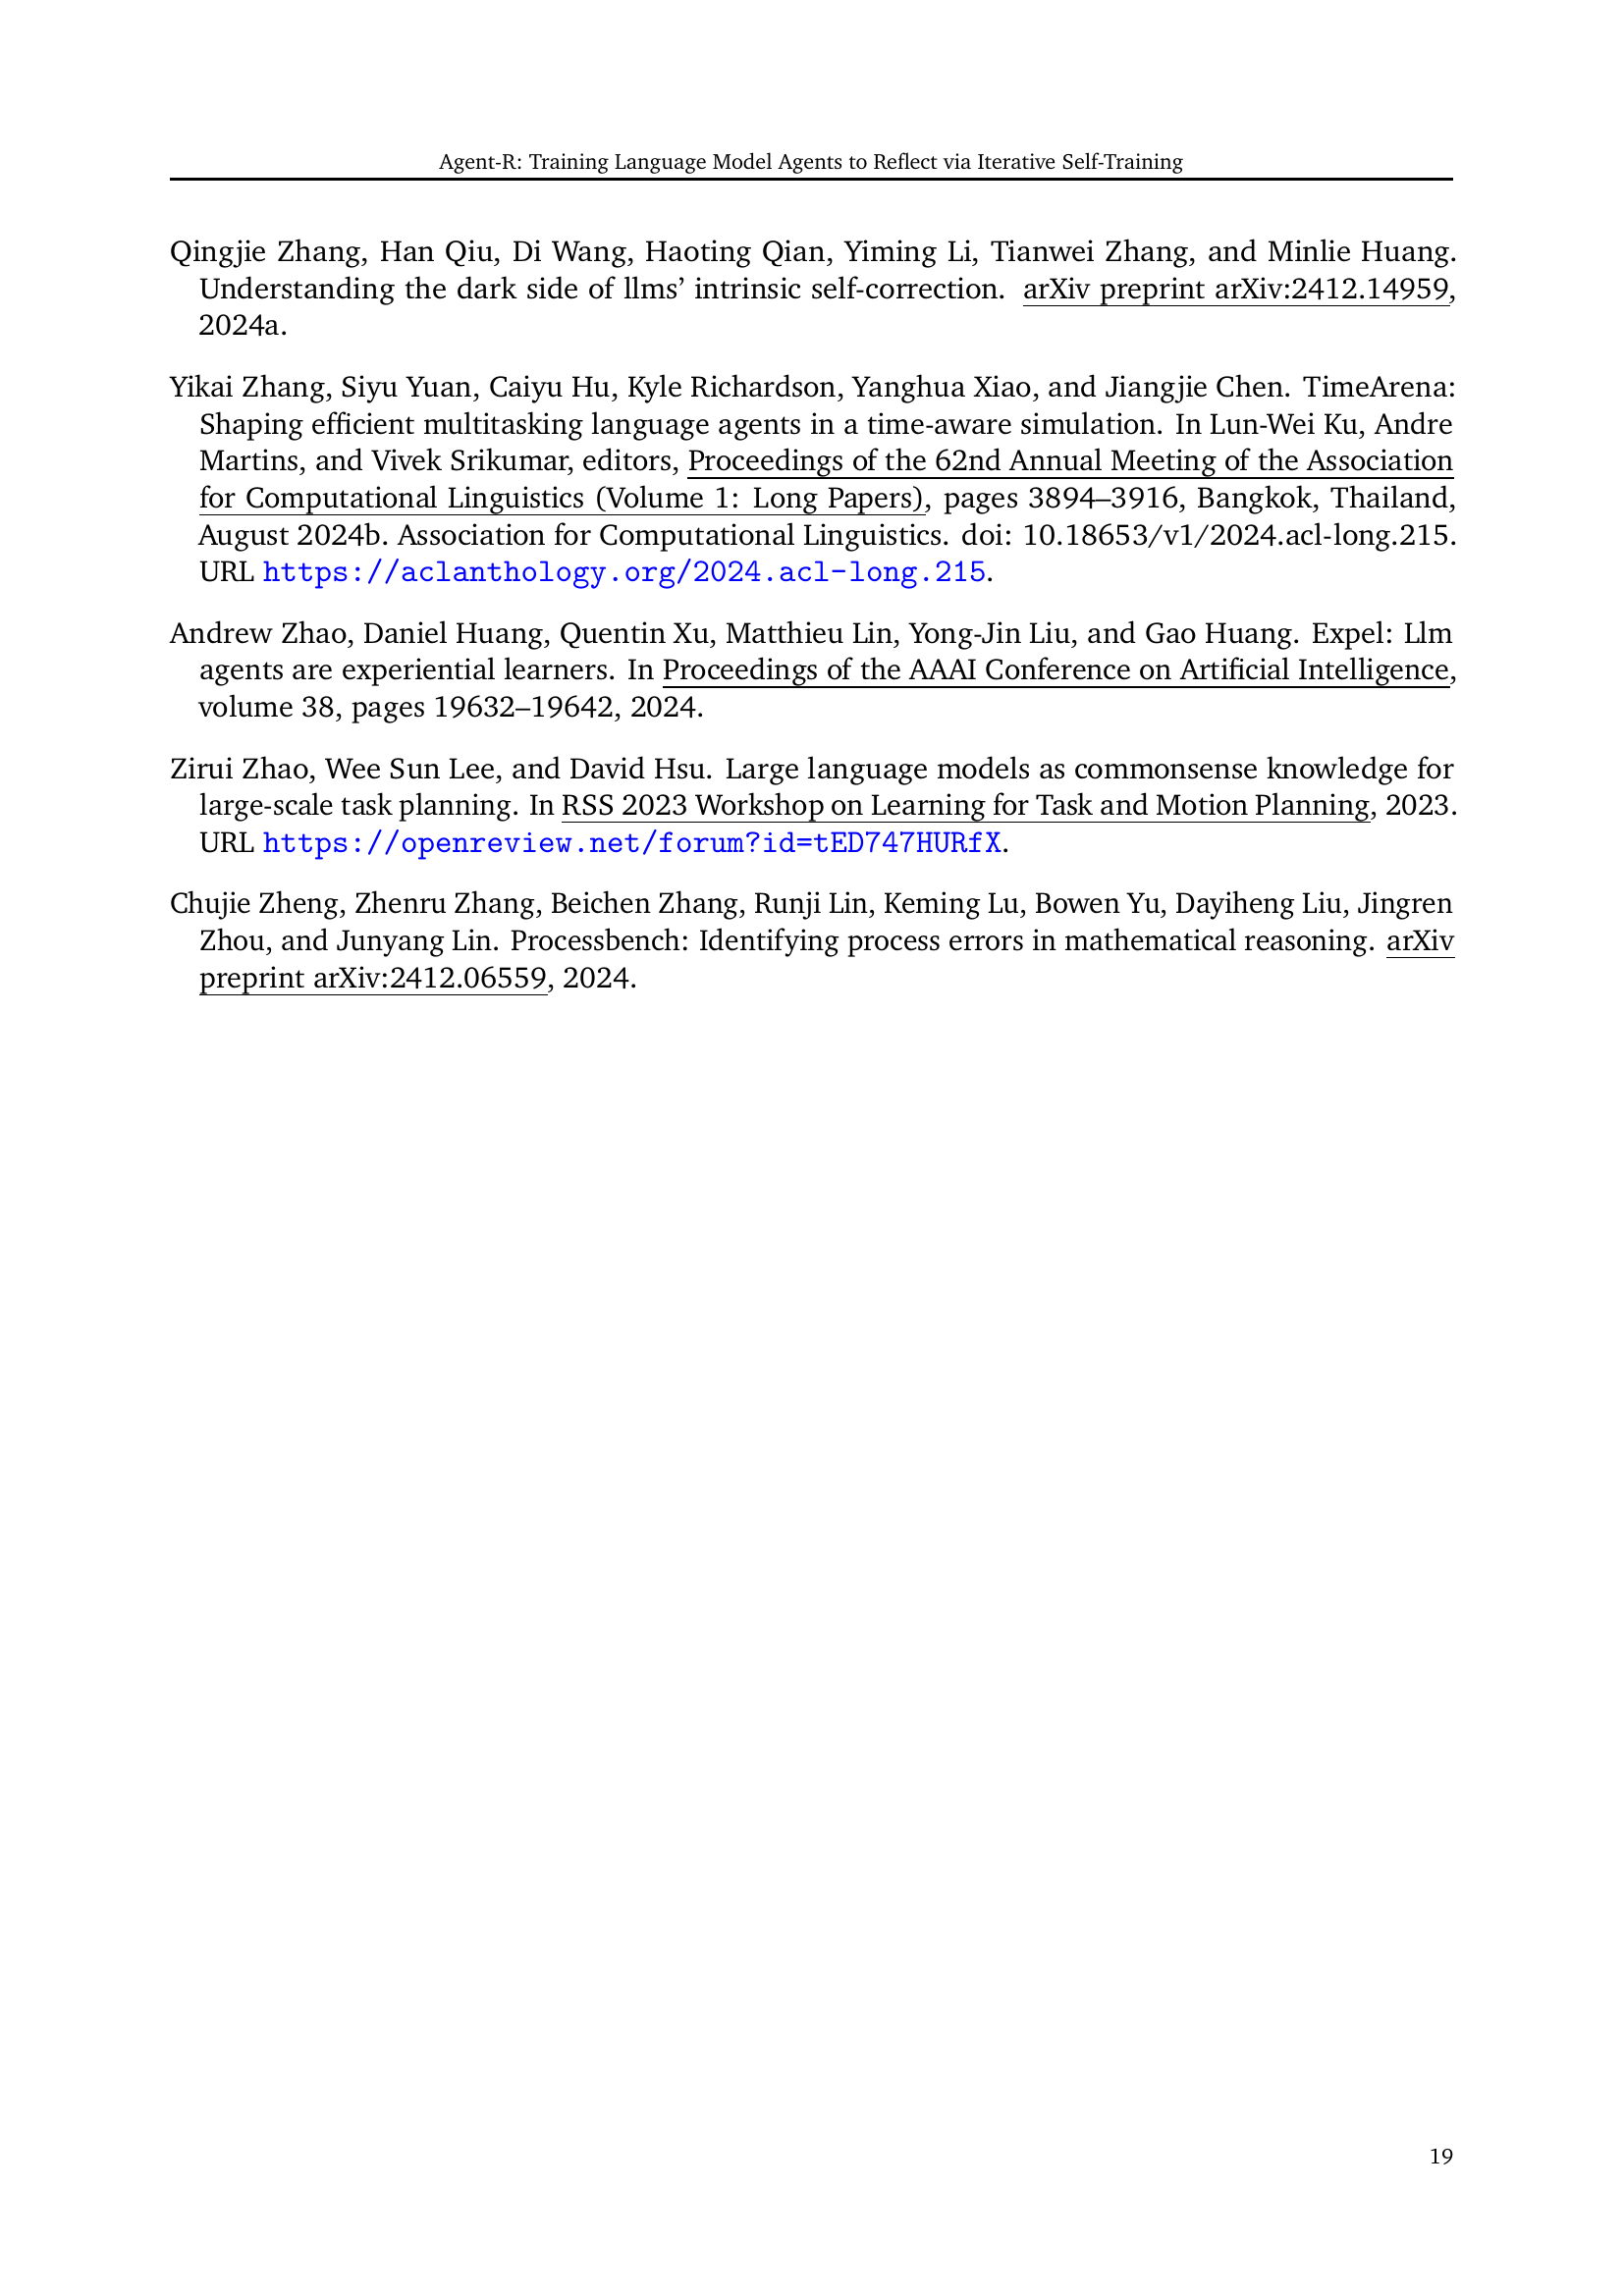 Agent-R: Training Language Model Agents to Reflect via Iterative Self-Training
Qingjie Zhang, Han Qiu, Di Wang, Haoting Qian, Yiming Li, Tianwei Zhang, and Minlie Huang.
Understanding the dark side of llms’ intrinsic self-correction. arXiv preprint arXiv:2412.14959,
2024a.
Yikai Zhang, Siyu Yuan, Caiyu Hu, Kyle Richardson, Yanghua Xiao, and Jiangjie Chen. TimeArena:
Shaping efficient multitasking language agents in a time-aware simulation. In Lun-Wei Ku, Andre
Martins, and Vivek Srikumar, editors, Proceedings of the 62nd Annual Meeting of the Association
for Computational Linguistics (Volume 1: Long Papers), pages 3894–3916, Bangkok, Thailand,
August 2024b. Association for Computational Linguistics. doi: 10.18653/v1/2024.acl-long.215.
URL https://aclanthology.org/2024.acl-long.215.
Andrew Zhao, Daniel Huang, Quentin Xu, Matthieu Lin, Yong-Jin Liu, and Gao Huang. Expel: Llm
agents are experiential learners. In Proceedings of the AAAI Conference on Artificial Intelligence,
volume 38, pages 19632–19642, 2024.
Zirui Zhao, Wee Sun Lee, and David Hsu. Large language models as commonsense knowledge for
large-scale task planning. In RSS 2023 Workshop on Learning for Task and Motion Planning, 2023.
URL https://openreview.net/forum?id=tED747HURfX.
Chujie Zheng, Zhenru Zhang, Beichen Zhang, Runji Lin, Keming Lu, Bowen Yu, Dayiheng Liu, Jingren
Zhou, and Junyang Lin. Processbench: Identifying process errors in mathematical reasoning. arXiv
preprint arXiv:2412.06559, 2024.
19